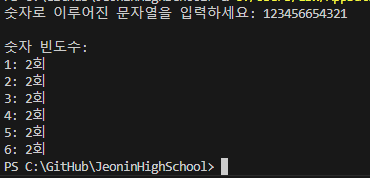 숫자로 이루어진 문자열을 입력하세요: 123456654321
숫자 빈도수:
1: 2회
2: 2회
3: 2회
4: 2회
5: 2회
6: 2회
PS C:\GitHub\JeoninHighSchool>